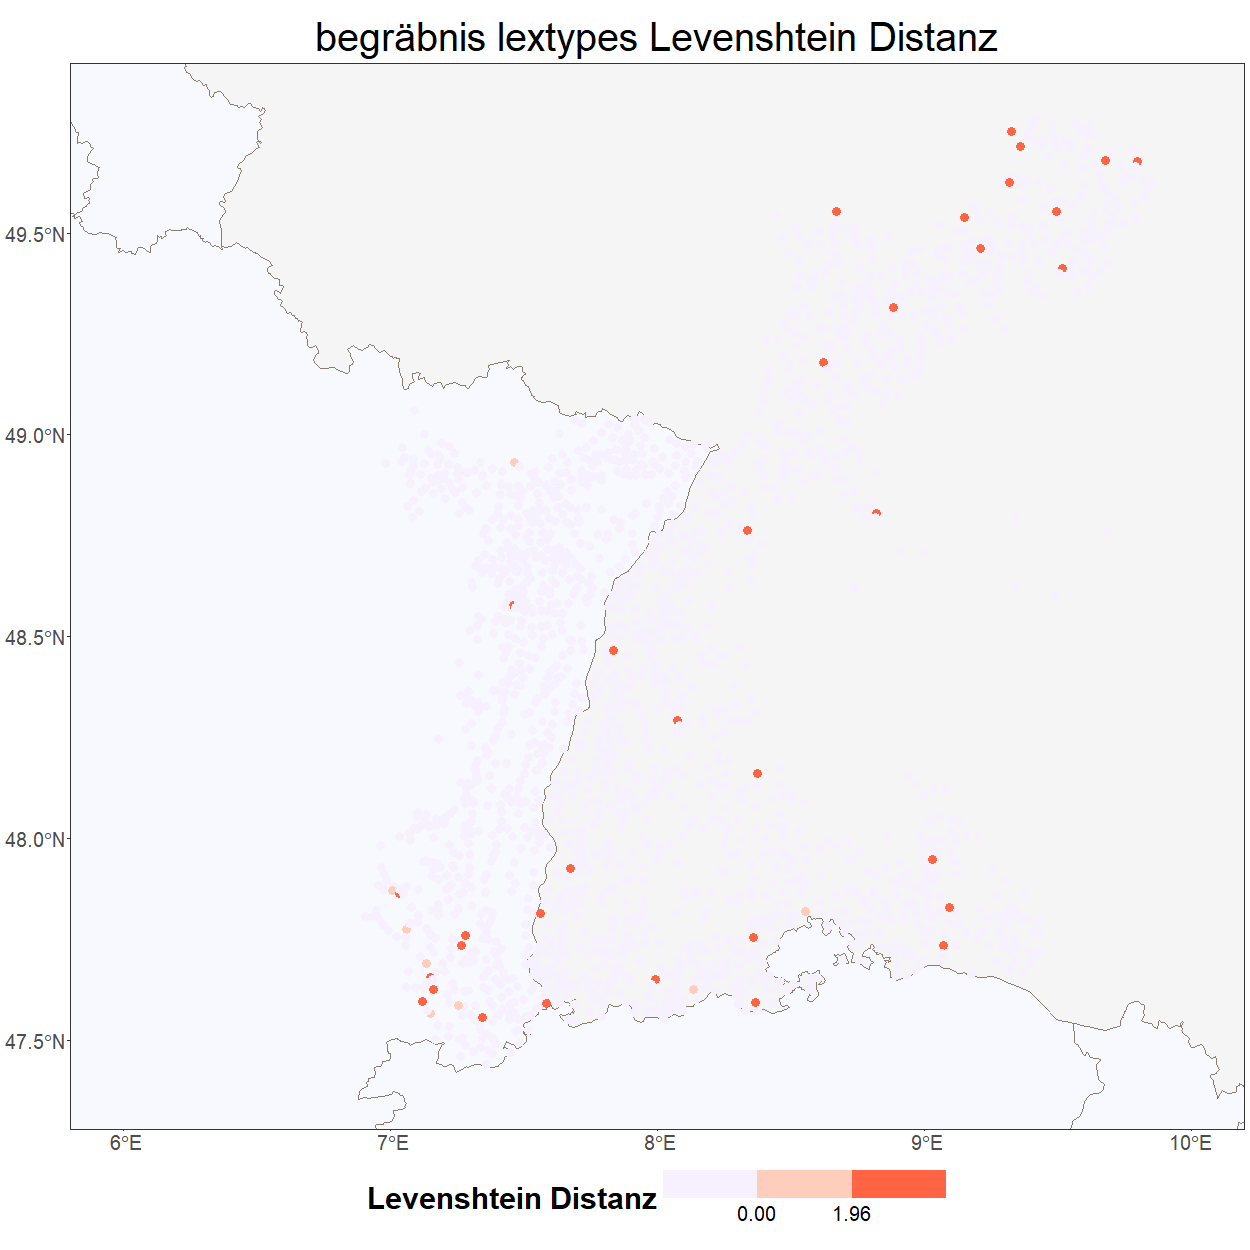 begräbnis lextypes Levenshtein Distanz
49.5°N
49.0°N
48.5°N
48.0°N
47.5°N
6°E 7°E 8°E 9°E 10°E
Levenshtein Distanz
0.00 1.96